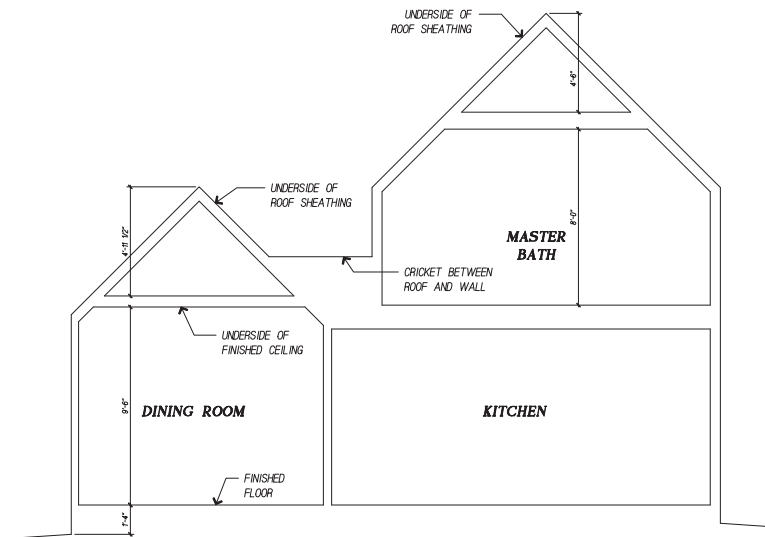 UNDERSIDE OF
ROOF SHEATHING
4'-6"
UNDERSIDE OF
ROOF SHEATHING
4'-11 1/2"
8'-0"
MASTER
BATH
CRICKET BETWEEN
ROOF AND WALL
UNDERSIDE OF
FINISHED CEILING
9'-6"
DINING ROOM
KITCHEN
FINISHED
FLOOR
1'-4"